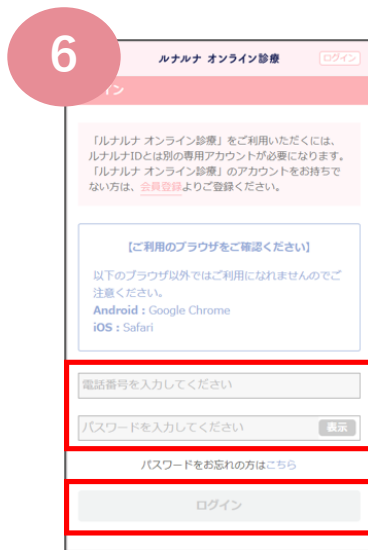 6
ルナルナ オンライン診療
ログイン
イン
「ルナルナ オンライン診療」をご利用いただくには、
ルナルナIDとは別の専用アカウントが必要になります。
「ルナルナ オンライン診療」のアカウントをお持ちで
ない方は、会員登録よりご登録ください。
【ご利用のブラウザをご確認ください】
以下のブラウザ以外ではご利用になれませんのでご
注意ください。
Android：Google Chrome
iOS：Safari
電話番号を入力してください
パスワードを入力してください
表示
パスワードをお忘れの方はこちら
ログイン